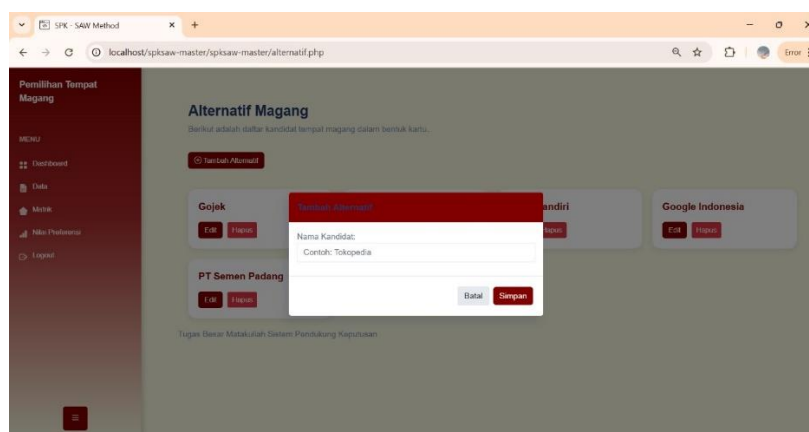 SPK - SAW Method
localhost/spksaw-master/spksaw-master/alternatif.php
Error
Pemilihan Tempat
Magang
MENU
Dashboard
Data
Matrik
Nilai Preferensi
Logout
Alternatif Magang
Berikut adalah daftar kandidat tempat magang dalam bentuk kartu.
Tambah Alternatif
Gojek
Edit Hapus
andiri
Hapus
Google Indonesia
Edit Hapus
PT Semen Padang
Edit Hapus
Tambah Alternatif
Nama Kandidat:
Contoh: Tokopedia
Batal Simpan
Tugas Besar Matakuliah Sistem Pendukung Keputusan